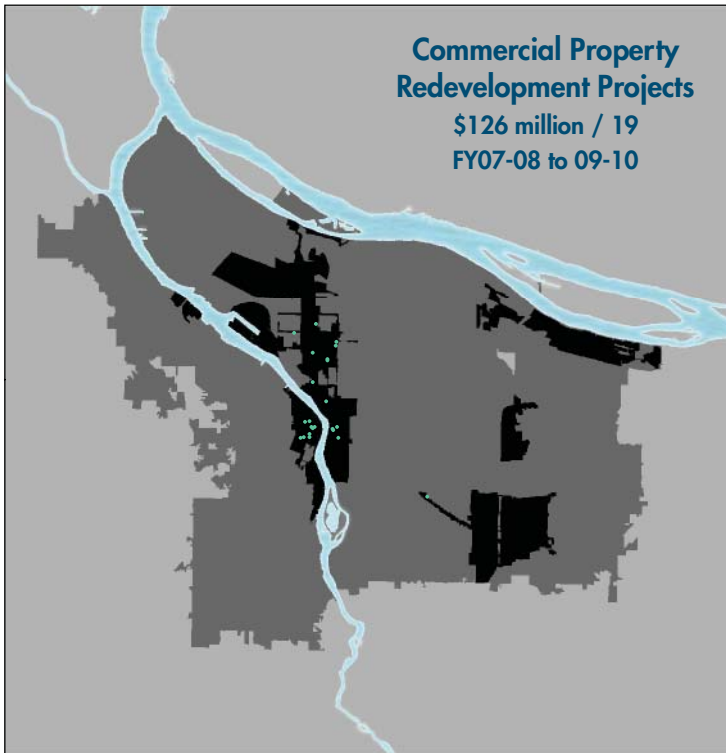 Commercial Property
Redevelopment Projects
$126 million / 19
FY07-08 to 09-10